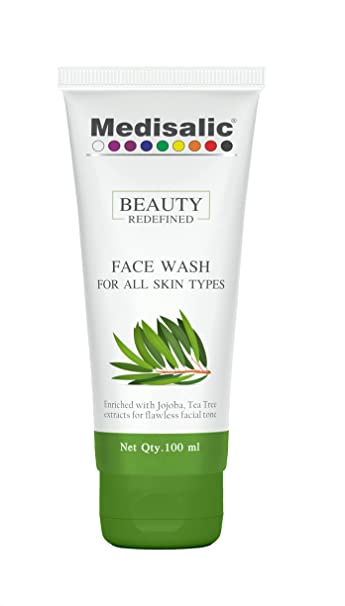 Medisalic®
BEAUTY
REDEFINED
FACE WASH
FOR ALL SKIN TYPES
Enriched with Jojoba, Tea Tree
extracts for flawless facial tone
Net Qty.100 ml